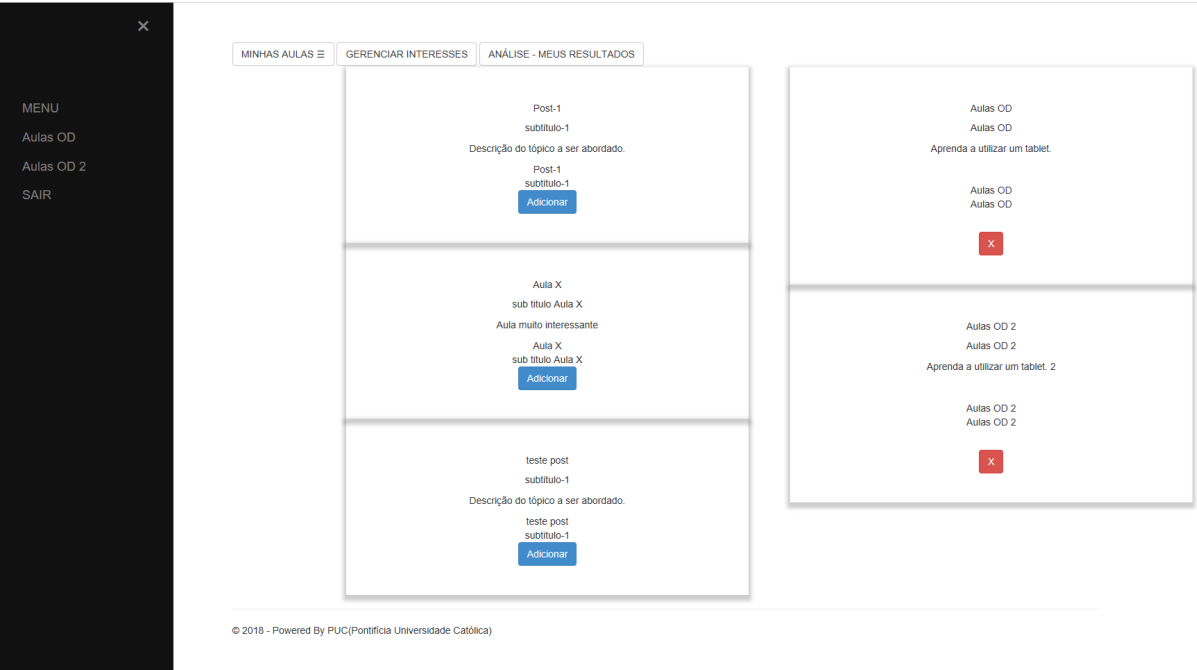 ×
MENU
Aulas OD
Aulas OD 2
SAIR
MINHAS AULAS ☰ GERENCIAR INTERESSES ANÁLISE - MEUS RESULTADOS
Post-1
subtítulo-1
Descrição do tópico a ser abordado.
Post-1
subtítulo-1
Adicionar
Aula X
sub titulo Aula X
Aula muito interessante
Aula X
sub titulo Aula X
Adicionar
teste post
subtítulo-1
Descrição do tópico a ser abordado.
teste post
subtítulo-1
Adicionar
Aulas OD
Aulas OD
Aprenda a utilizar um tablet.
Aulas OD
Aulas OD
X
Aulas OD 2
Aulas OD 2
Aprenda a utilizar um tablet. 2
Aulas OD 2
Aulas OD 2
X
© 2018 - Powered By PUC(Pontifícia Universidade Católica)